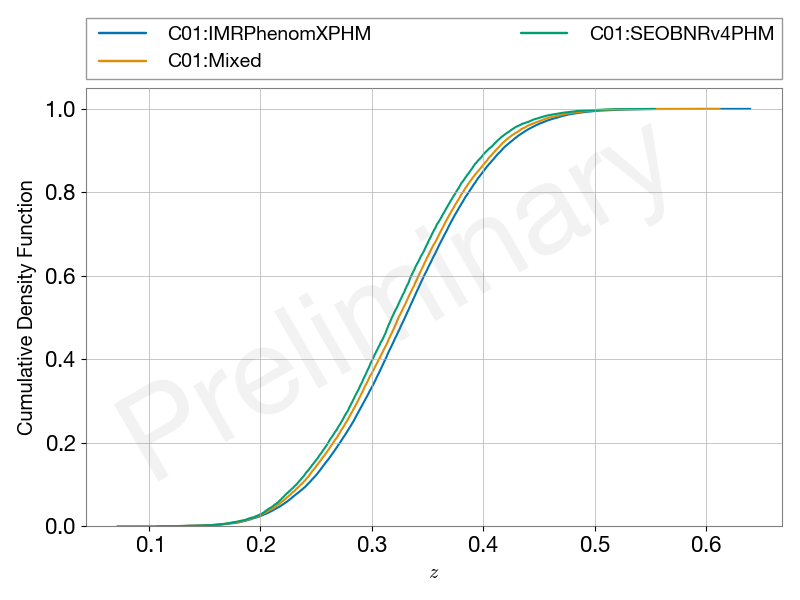 C01:IMRPhenomXPHM
C01:Mixed
C01:SEOBNRv4PHM
1.0
0.8
0.6
0.4
0.2
0.0
Cumulative Density Function
Preliminary
0.1 0.2 0.3 0.4 0.5 0.6
z